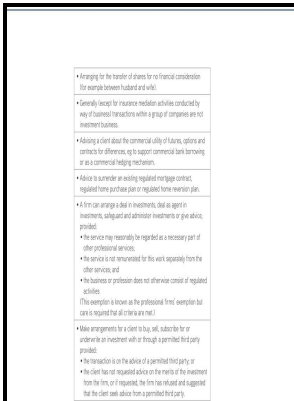 • Arranging for the transfer of shares for no financial consideration
(for example between husband and wife).
• Generally (except for insurance mediation activities conducted by
way of business) transactions within a group of companies are not
investment business.
• Advising a client about the commercial utility of futures, options and
contracts for differences, eg to support commercial bank borrowing
or as a commercial hedging mechanism.
• Advice to surrender an existing regulated mortgage contract,
regulated home purchase plan or regulated home reversion plan.
• A firm can arrange a deal in investments, deal as agent in
investments, safeguard and administer investments or give advice,
provided:
• the service may reasonably be regarded as a necessary part of
other professional services;
• the service is not remunerated for this work separately from the
other services; and
• the business or profession does not otherwise consist of regulated
activities
(This exemption is known as the professional firms' exemption but
care is required that all criteria are met.)
• Make arrangements for a client to buy, sell, subscribe for or
underwrite an investment with or through a permitted third party
provided:
• the transaction is on the advice of a permitted third party; or
• the client has not requested advice on the merits of the investment
from the firm, or if requested, the firm has refused and suggested
that the client seek advice from a permitted third party.